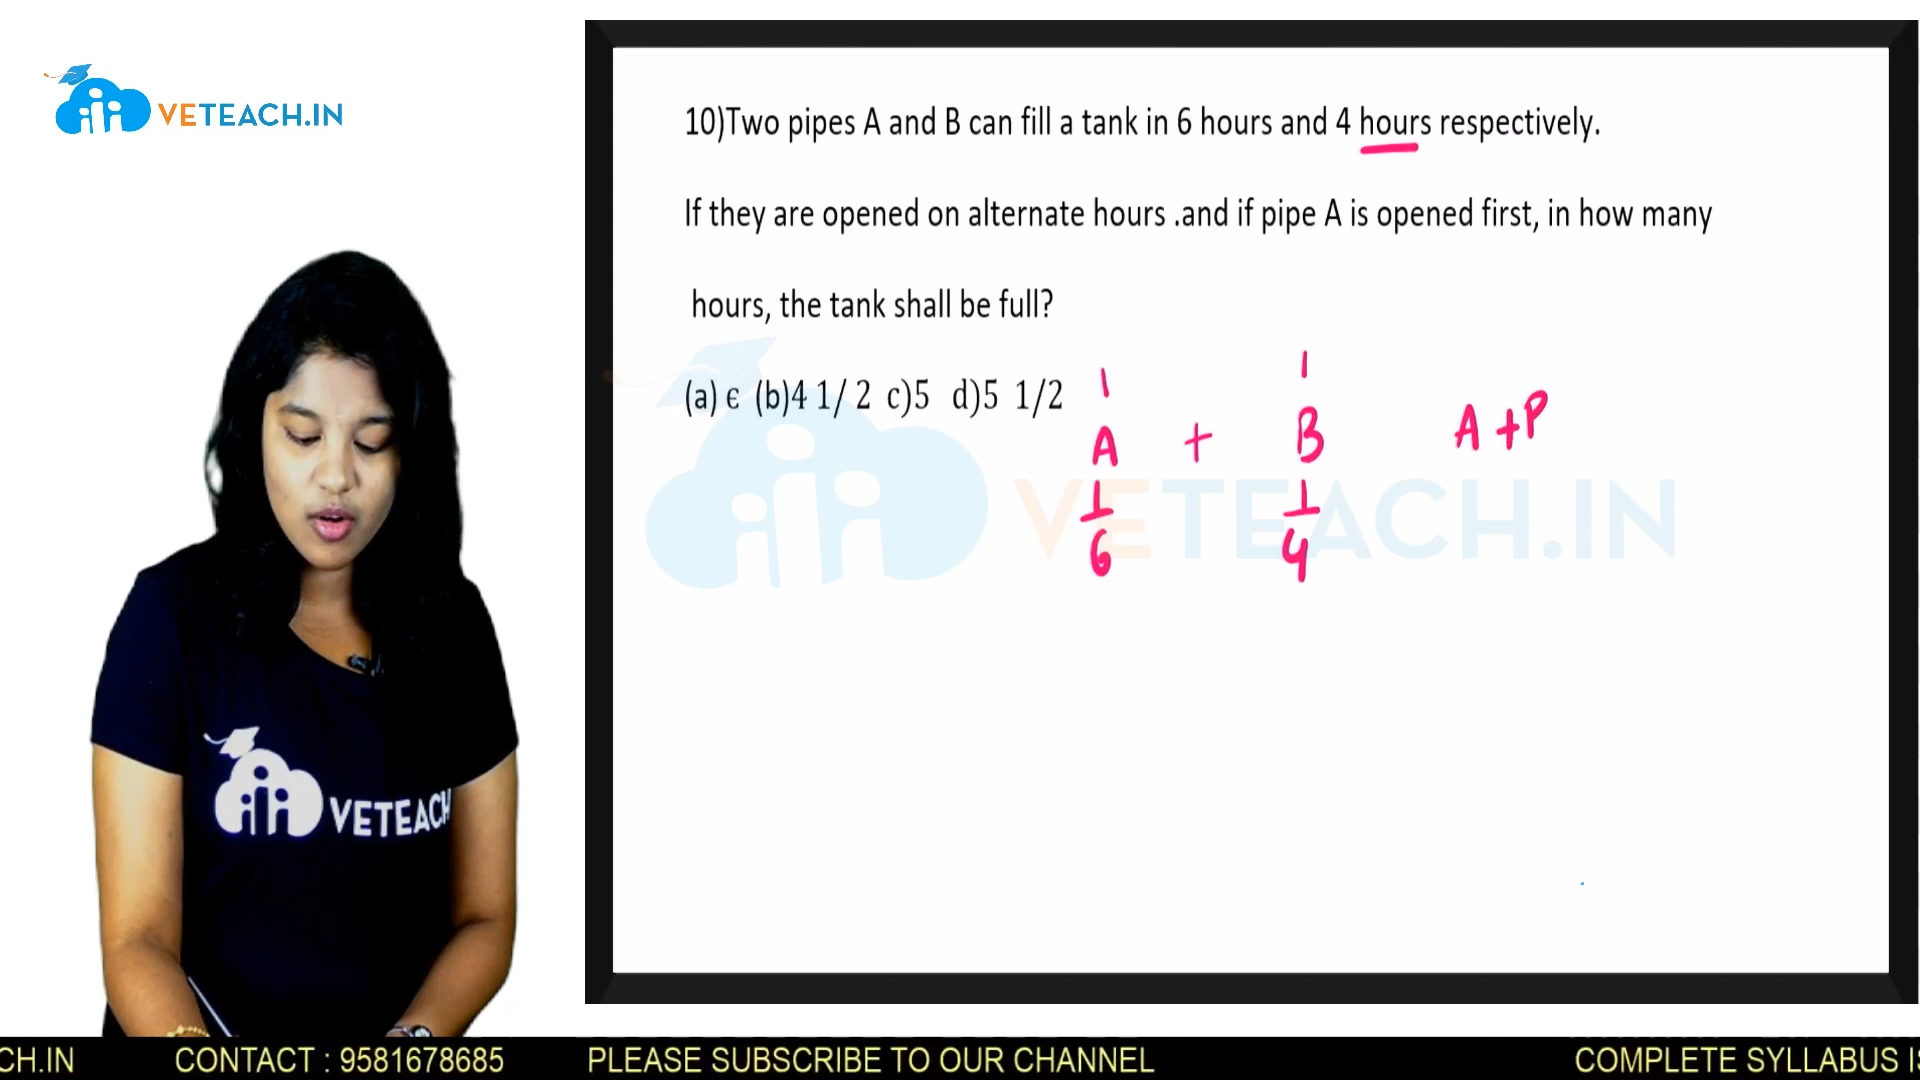 VETEACH.IN
10)Two pipes A and B can fill a tank in 6 hours and 4 hours respectively.
If they are opened on alternate hours .and if pipe A is opened first, in how many
hours, the tank shall be full?
(a) ϵ (b)4 1/ 2 c)5 d)5 1/2
1 1
A + B A + P
1 1
6 4
VETEACH.IN
VETEACH
CH.IN CONTACT : 9581678685 PLEASE SUBSCRIBE TO OUR CHANNEL COMPLETE SYLLABUS IS